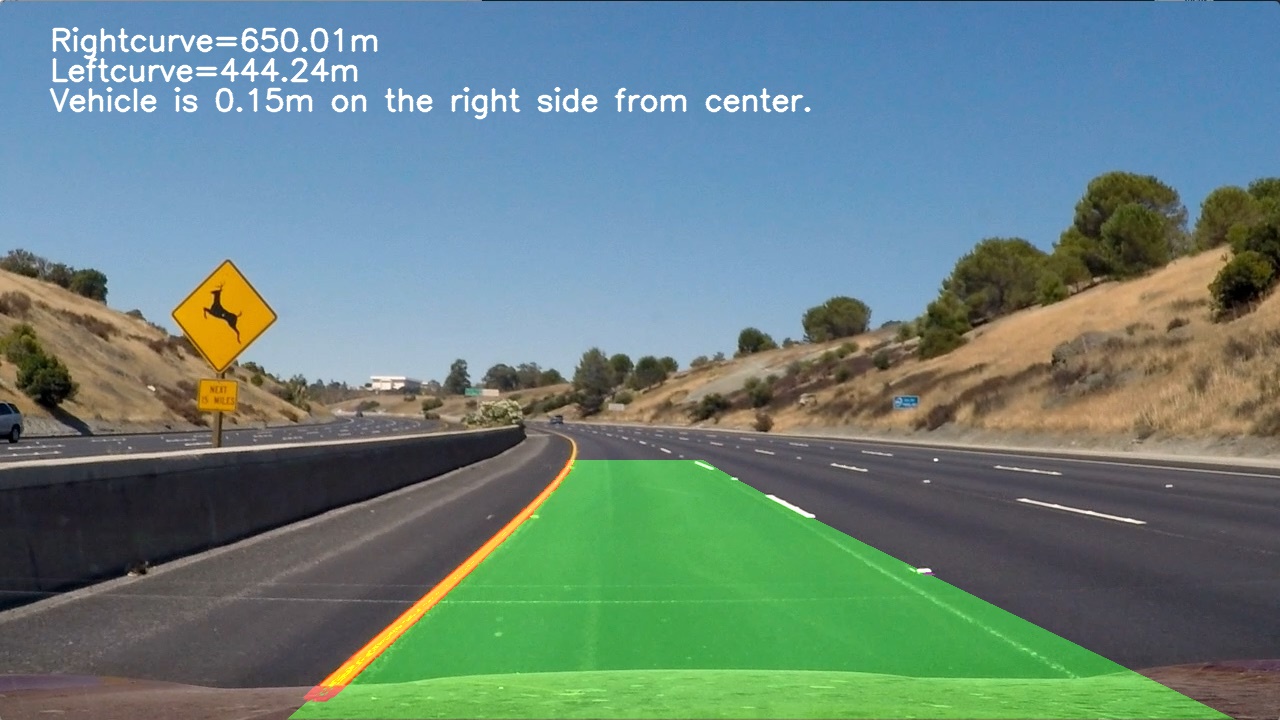 Rightcurve=650.01m
Leftcurve=444.24m
Vehicle is 0.15m on the right side from center.
NEXT
15 MILES